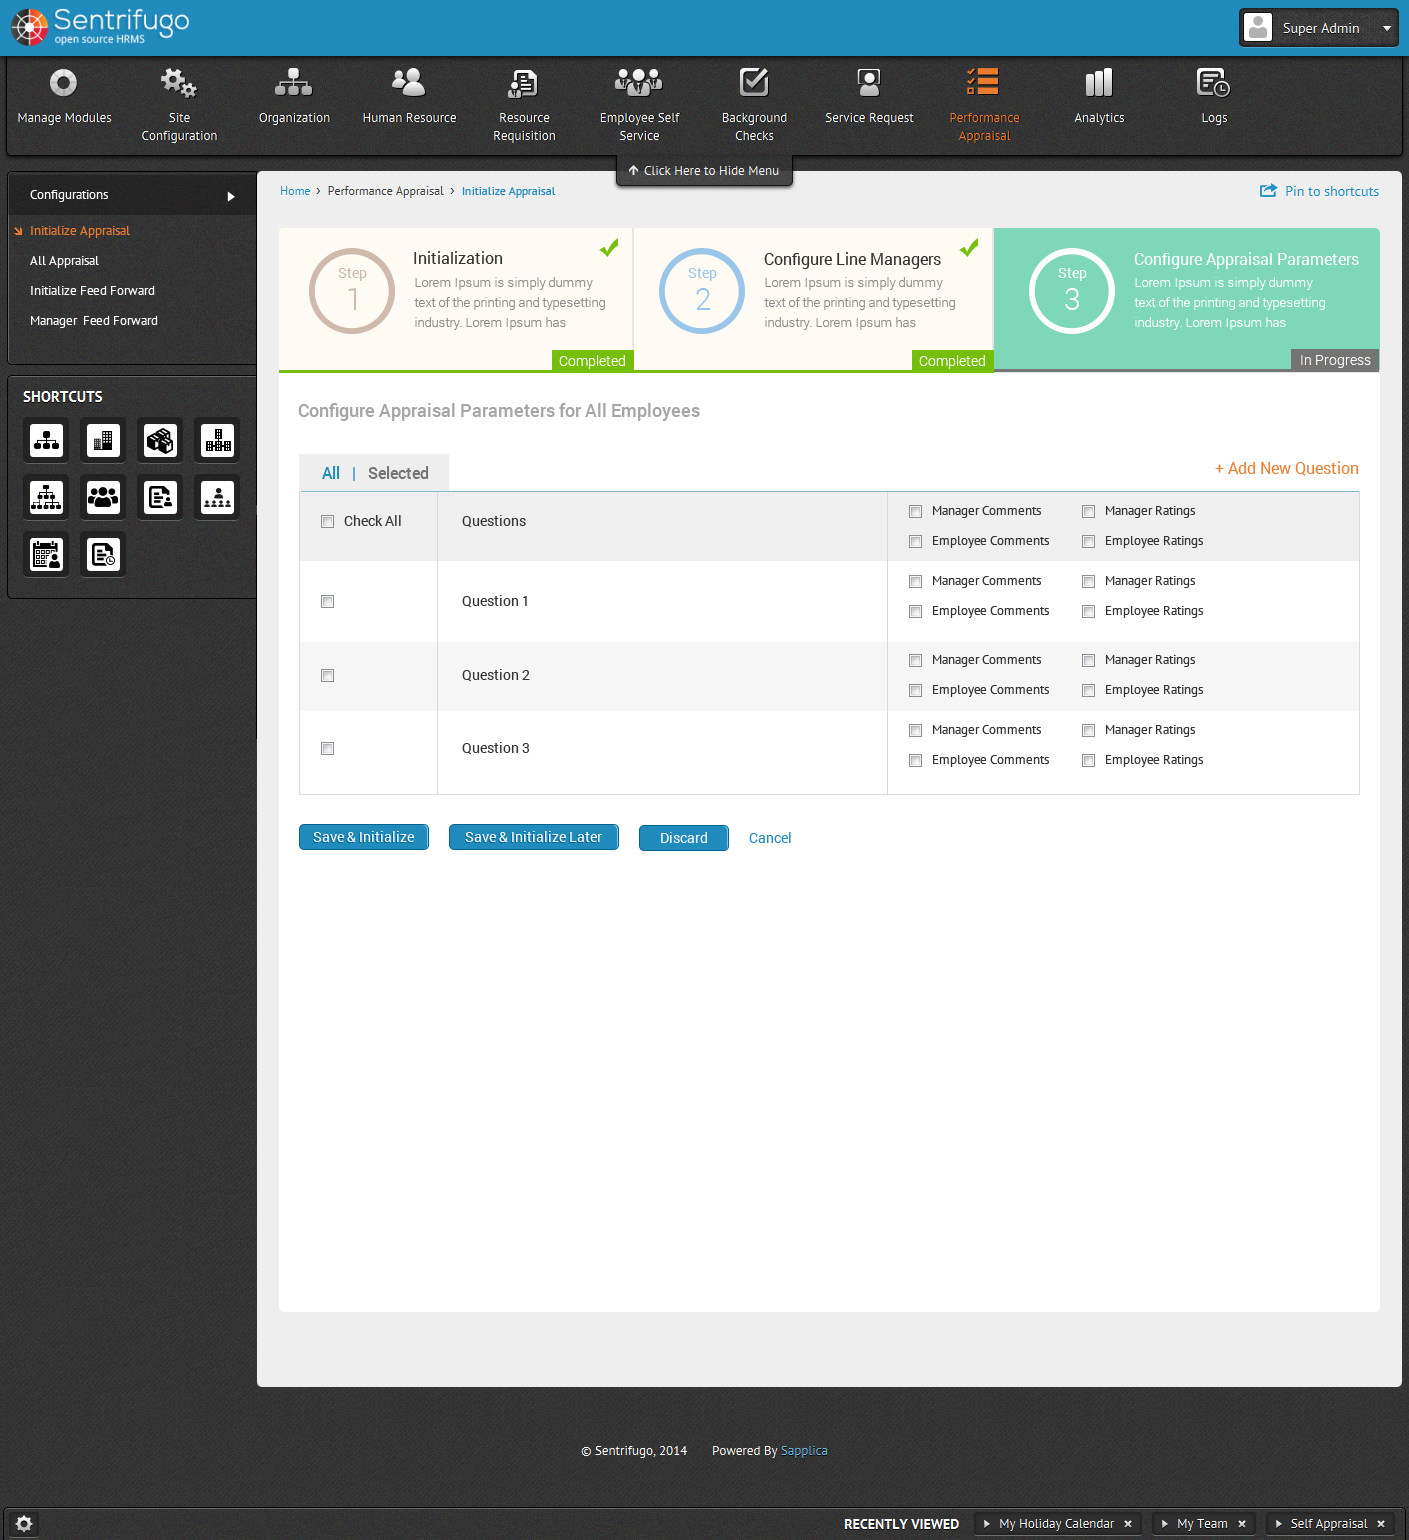 Sentrifugo
open source HRMS
Super Admin
Manage Modules
Site
Configuration
Organization
Human Resource
Resource
Requisition
Employee Self
Service
Background
Checks
Service Request
Performance
Appraisal
Analytics
Logs
Click Here to Hide Menu
Configurations
Initialize Appraisal
All Appraisal
Initialize Feed Forward
Manager Feed Forward
SHORTCUTS
Home › Performance Appraisal › Initialize Appraisal
Pin to shortcuts
Step
1
Initialization
Lorem Ipsum is simply dummy
text of the printing and typesetting
industry. Lorem Ipsum has
Completed
Step
2
Configure Line Managers
Lorem Ipsum is simply dummy
text of the printing and typesetting
industry. Lorem Ipsum has
Completed
Step
3
Configure Appraisal Parameters
Lorem Ipsum is simply dummy
text of the printing and typesetting
industry. Lorem Ipsum has
In Progress
Configure Appraisal Parameters for All Employees
All | Selected
+ Add New Question
Check All
Questions
Manager Comments
Manager Ratings
Employee Comments
Employee Ratings
Question 1
Manager Comments
Manager Ratings
Employee Comments
Employee Ratings
Question 2
Manager Comments
Manager Ratings
Employee Comments
Employee Ratings
Question 3
Manager Comments
Manager Ratings
Employee Comments
Employee Ratings
Save & Initialize
Save & Initialize Later
Discard
Cancel
© Sentrifugo, 2014 Powered By Sapplica
RECENTLY VIEWED
My Holiday Calendar
My Team
Self Appraisal